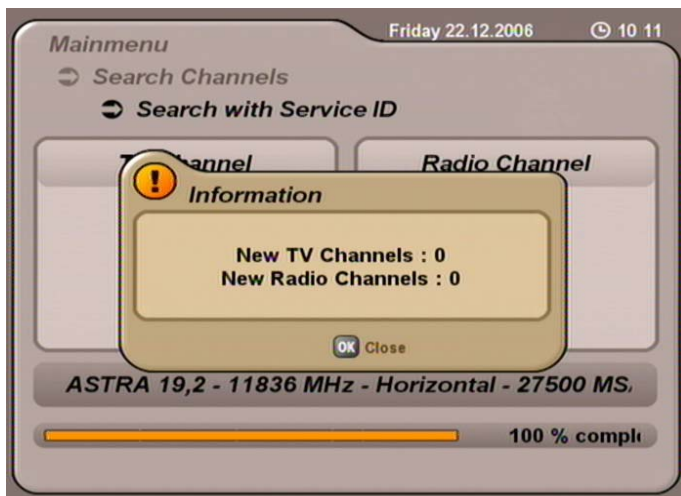 Friday 22.12.2006 10 11
Mainmenu
Search Channels
Search with Service ID
Channel Radio Channel
! Information
New TV Channels : 0
New Radio Channels : 0
OK Close
ASTRA 19,2 - 11836 MHz - Horizontal - 27500 MS
100 % compl